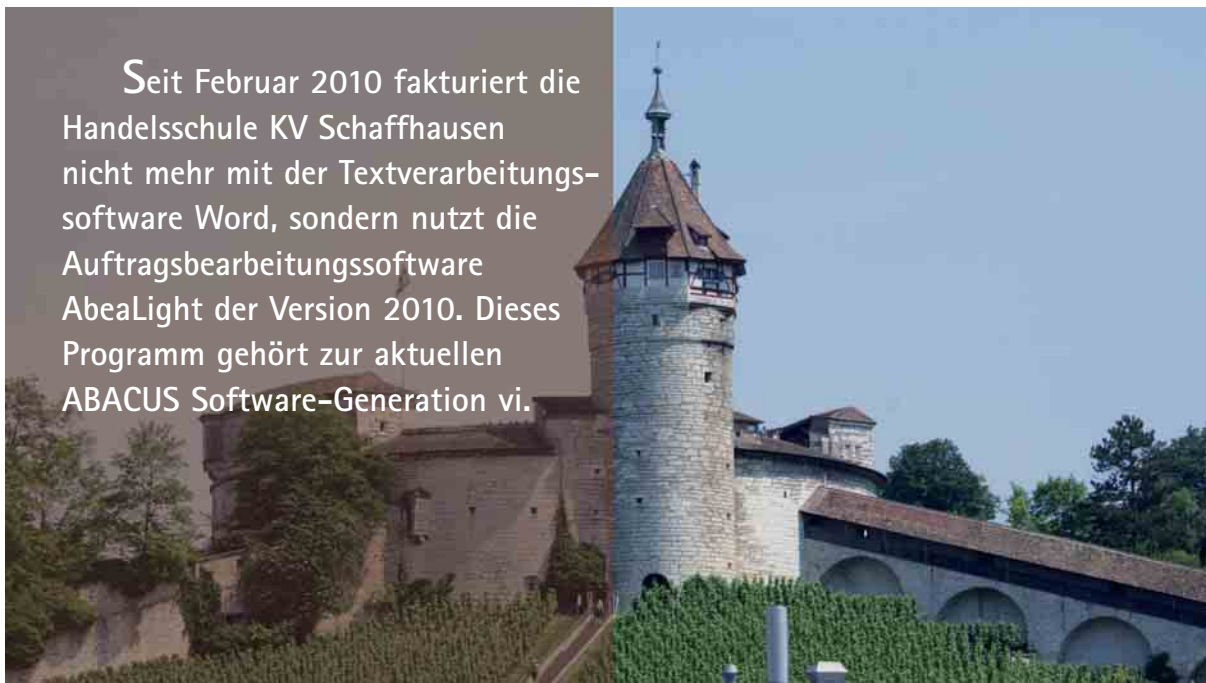 Seit Februar 2010 fakturiert die
Handelsschule KV Schaffhausen
nicht mehr mit der Textverarbeitungs-
software Word, sondern nutzt die
Auftragsbearbeitungssoftware
AbeaLight der Version 2010. Dieses
Programm gehört zur aktuellen
ABACUS Software-Generation vi.